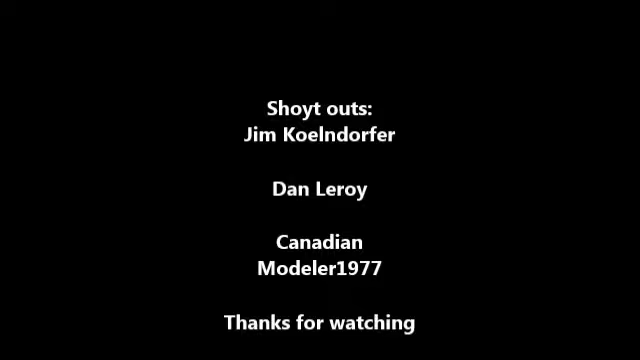 Shoyt outs:
Jim Koelndorfer
Dan Leroy
Canadian
Modeler1977
Thanks for watching